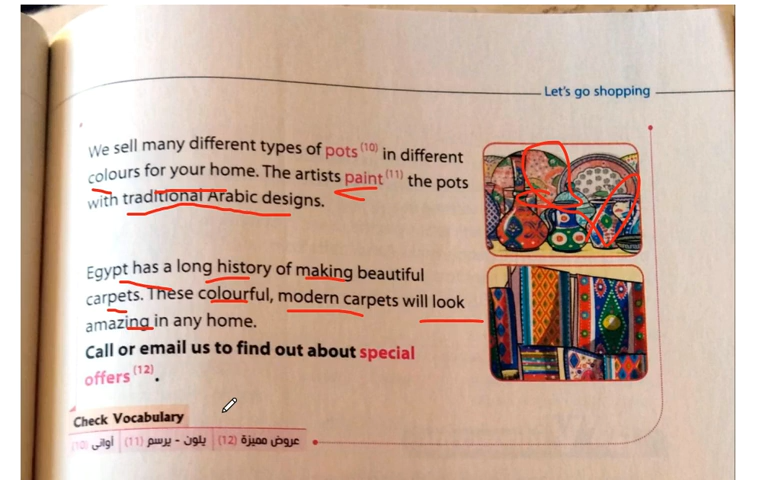 Let's go shopping
We sell many different types of pots (10) in different
colours for your home. The artists paint (11) the pots
with traditional Arabic designs.
Egypt has a long history of making beautiful
carpets. These colourful, modern carpets will look
amazing in any home.
Call or email us to find out about special
offers (12).
Check Vocabulary
(10) أوانى | (11) يلون - يرسم | (12) عروض مميزة